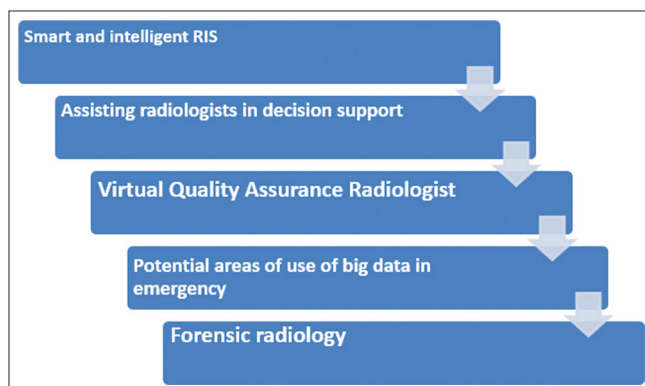 Smart and intelligent RIS
Assisting radiologists in decision support
Virtual Quality Assurance Radiologist
Potential areas of use of big data in
emergency
Forensic radiology